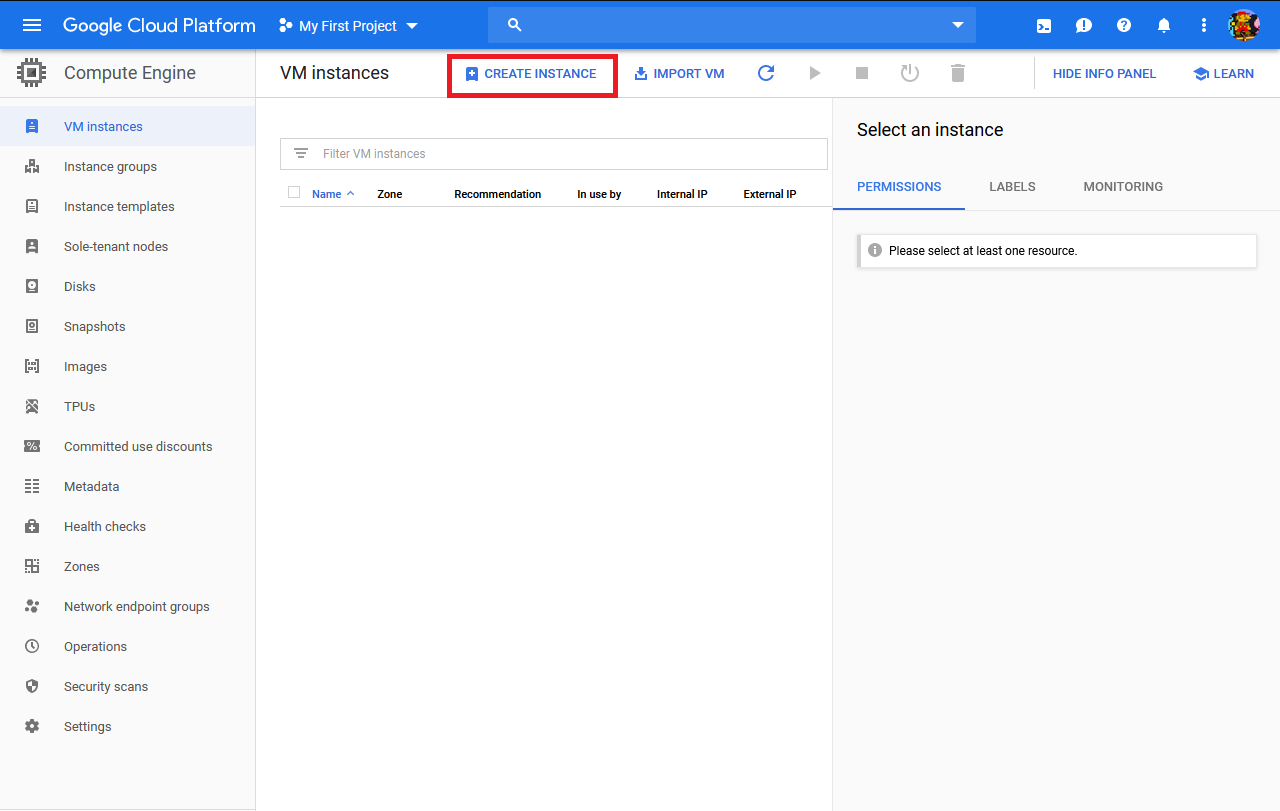 Google Cloud Platform
My First Project
Compute Engine
VM instances
CREATE INSTANCE
IMPORT VM
HIDE INFO PANEL
LEARN
VM instances
Instance groups
Instance templates
Sole-tenant nodes
Disks
Snapshots
Images
TPUs
Committed use discounts
Metadata
Health checks
Zones
Network endpoint groups
Operations
Security scans
Settings
Filter VM instances
Name Zone Recommendation In use by Internal IP External IP
Select an instance
PERMISSIONS LABELS MONITORING
Please select at least one resource.